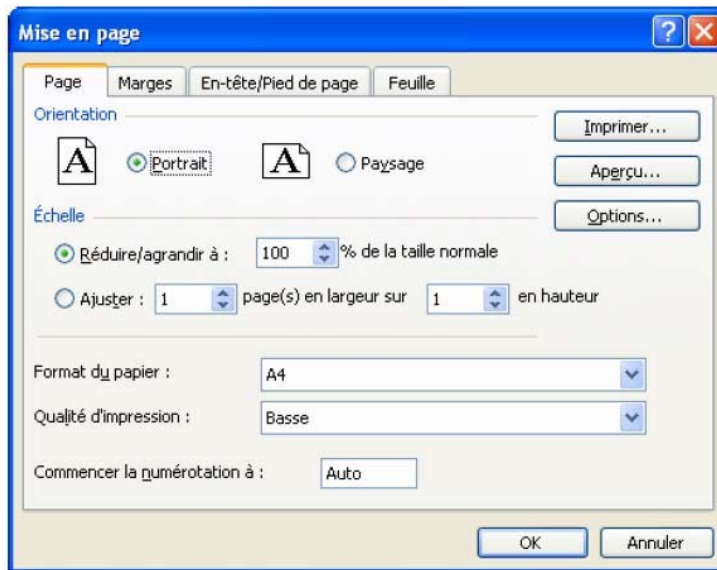 Mise en page
Page Marges En-tête/Pied de page Feuille
Orientation
Imprimer...
A Portrait A Paysage
Aperçu...
Échelle
Options...
Réduire/agrandir à : 100 % de la taille normale
Ajuster : 1 page(s) en largeur sur 1 en hauteur
Format du papier : A4
Qualité d'impression : Basse
Commencer la numérotation à : Auto
OK Annuler